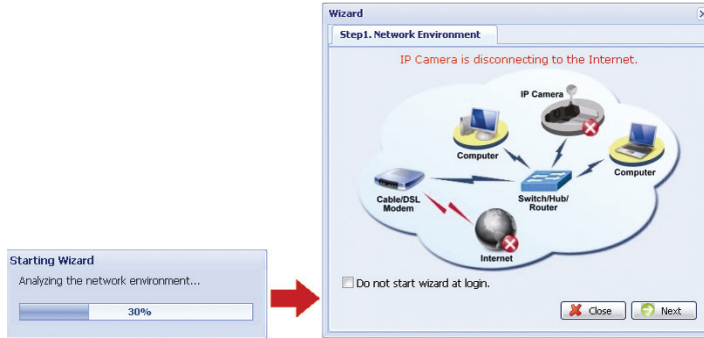 Starting Wizard
Analyzing the network environment...
30%
Wizard
Step1. Network Environment
IP Camera is disconnecting to the Internet.
IP Camera
Computer
Computer
Cable/DSL
Modem
Switch/Hub/
Router
Internet
Do not start wizard at login.
Close
Next